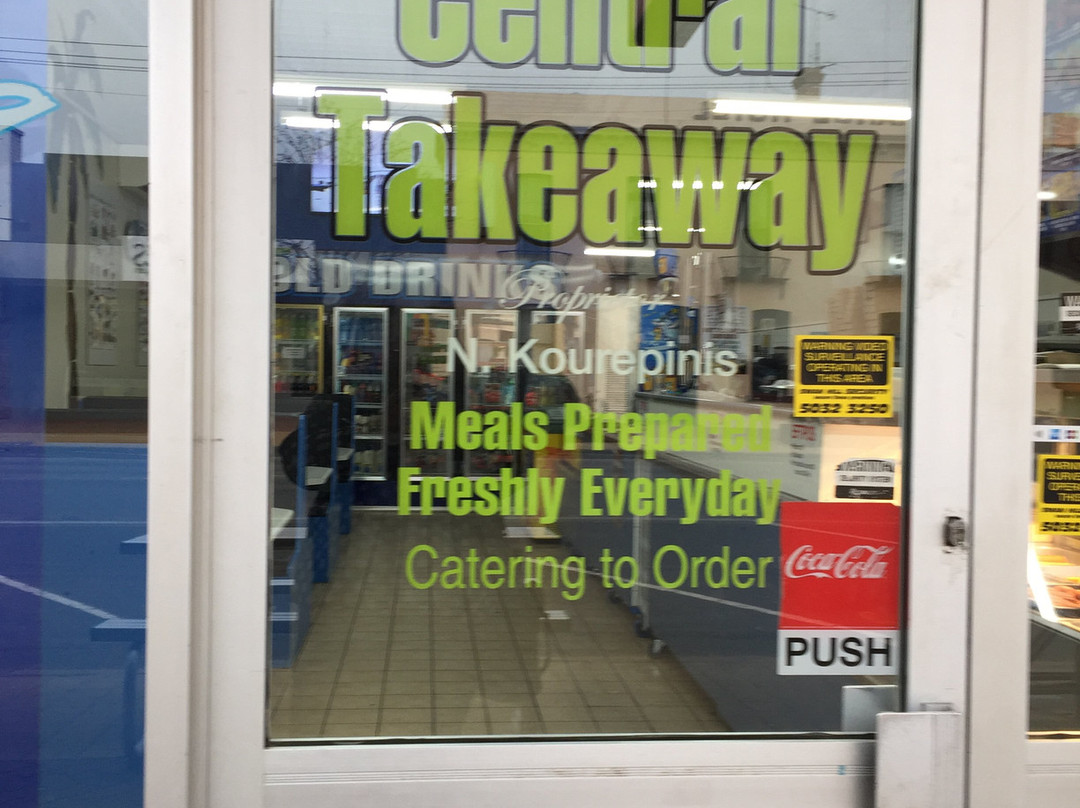 Central
Takeaway
COLD DRINKS
Proprietor
N. Kourepinis
Meals Prepared
Freshly Everyday
Catering to Order
WARNING VIDEO
SURVEILLANCE
OPERATING IN
THIS AREA
5032 3250
WARNING
Coca-Cola
PUSH